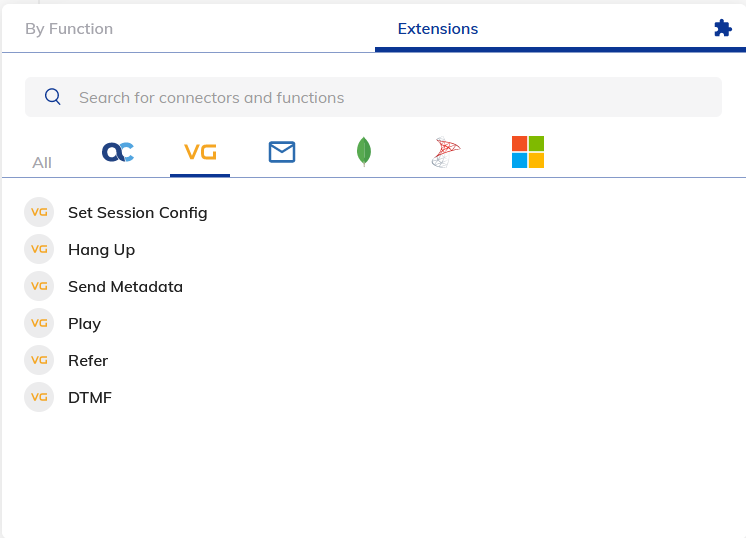 By Function
Extensions
Search for connectors and functions
All
VG
VG Set Session Config
VG Hang Up
VG Send Metadata
VG Play
VG Refer
VG DTMF